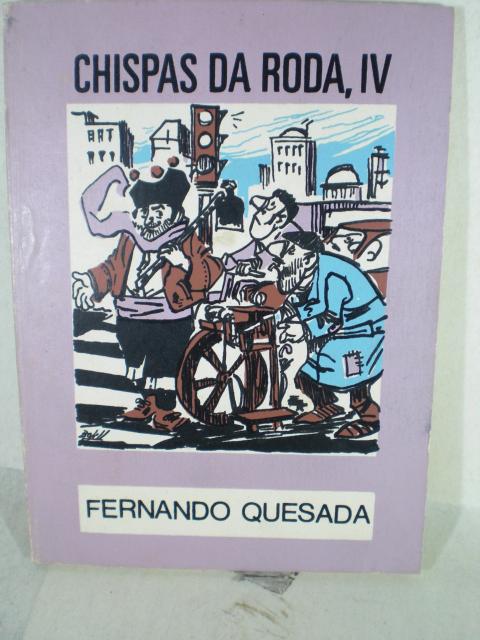 CHISPAS DA RODA, IV
FERNANDO QUESADA